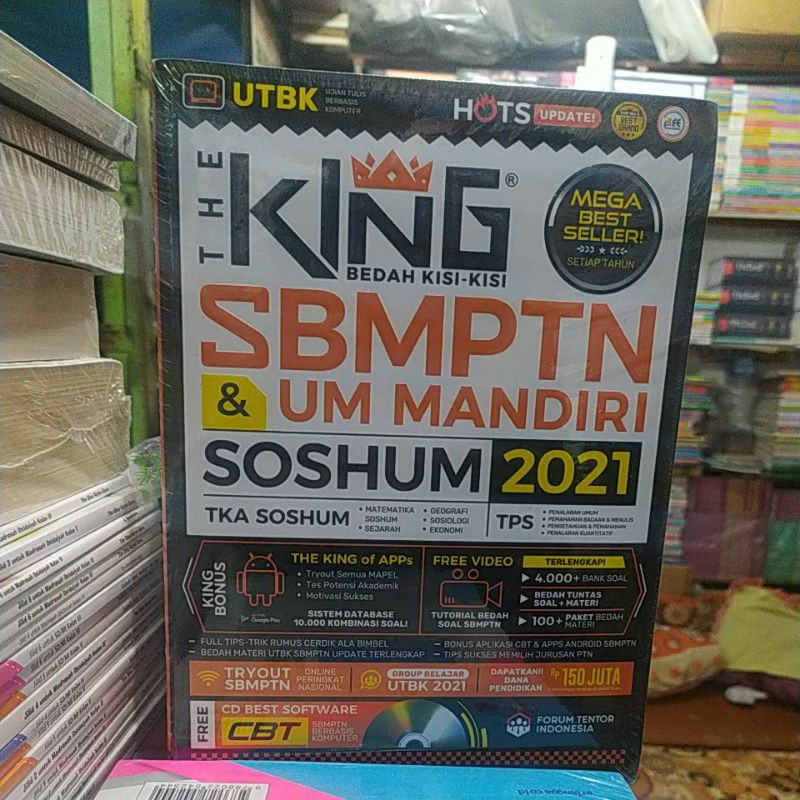 UTBK
UJIAN TULIS
BERBASIS
KOMPUTER
HOTS UPDATE!
BEST BRAND
THE KING®
BEDAH KISI-KISI
MEGA
BEST
SELLER!
SETIAP TAHUN
SBMPTN
& UM MANDIRI
SOSHUM 2021
TKA SOSHUM
• MATEMATIKA
SOSHUM
• SEJARAH
• GEOGRAFI
• SOSIOLOGI
• EKONOMI
TPS
• PENALARAN UMUM
• PEMAHAMAN BACAAN & MENULIS
• PENGETAHUAN & PEMAHAMAN
• PENALARAN KUANTITATIF
KING
BONUS
Google Play
THE KING of APPs
• Tryout Semua MAPEL
• Tes Potensi Akademik
• Motivasi Sukses
SISTEM DATABASE
10.000 KOMBINASI SOAL!
FREE VIDEO
TUTORIAL BEDAH
SOAL SBMPTN
TERLENGKAP!
4.000+ BANK SOAL
BEDAH TUNTAS
SOAL + MATERI
100+ PAKET BEDAH
MATERI
– FULL TIPS-TRIK RUMUS CERDIK ALA BIMBEL
– BEDAH MATERI UTBK SBMPTN UPDATE TERLENGKAP
– BONUS APLIKASI CBT & APPS ANDROID SBMPTN
– TIPS SUKSES MEMILIH JURUSAN PTN
TRYOUT
SBMPTN
ONLINE
PERINGKAT
NASIONAL
GROUP BELAJAR
UTBK 2021
DAPATKAN!!
DANA
PENDIDIKAN
Rp 150 JUTA
FREE
CD BEST SOFTWARE
CBT
SBMPTN
BERBASIS
KOMPUTER
FORUM TENTOR
INDONESIA